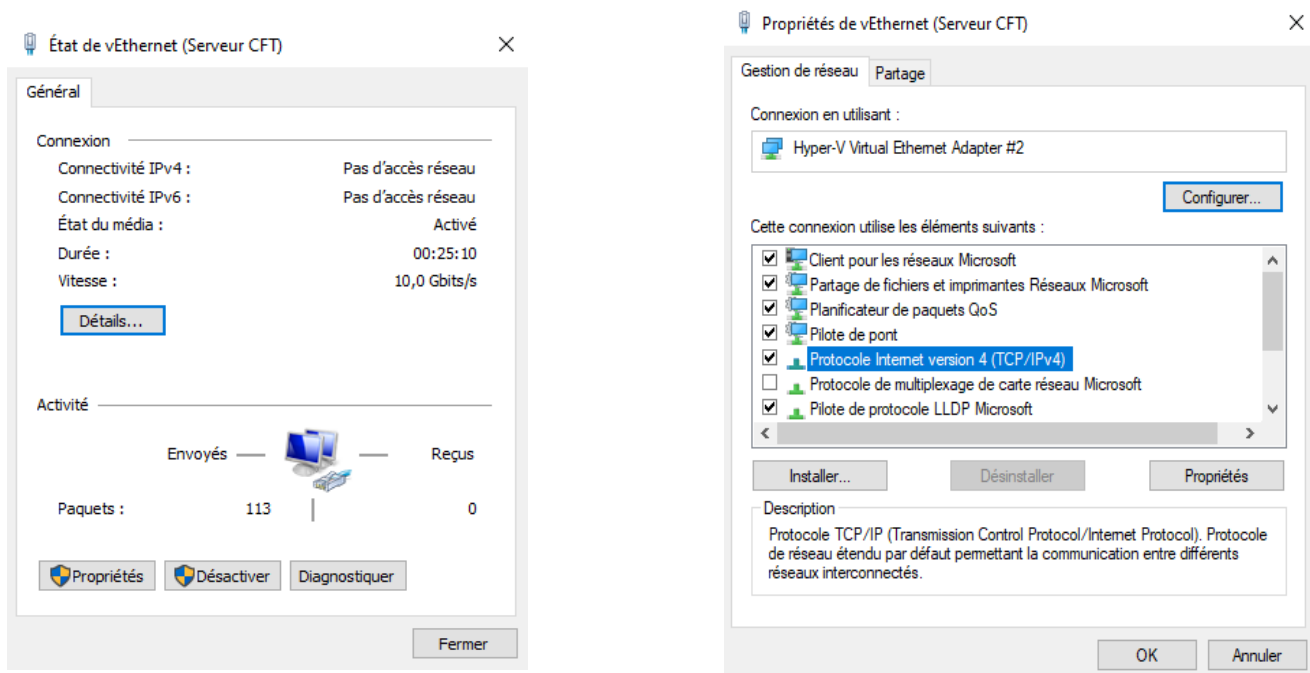 État de vEthernet (Serveur CFT)
Général
Connexion
Connectivité IPv4 : Pas d'accès réseau
Connectivité IPv6 : Pas d'accès réseau
État du média : Activé
Durée : 00:25:10
Vitesse : 10,0 Gbits/s
Détails...
Activité
Envoyés Reçus
Paquets : 113 0
Propriétés Désactiver Diagnostiquer
Fermer
Propriétés de vEthernet (Serveur CFT)
Gestion de réseau Partage
Connexion en utilisant :
Hyper-V Virtual Ethernet Adapter #2
Configurer...
Cette connexion utilise les éléments suivants :
Client pour les réseaux Microsoft
Partage de fichiers et imprimantes Réseaux Microsoft
Planificateur de paquets QoS
Pilote de pont
Protocole Internet version 4 (TCP/IPv4)
Protocole de multiplexage de carte réseau Microsoft
Pilote de protocole LLDP Microsoft
Installer... Désinstaller Propriétés
Description
Protocole TCP/IP (Transmission Control Protocol/Internet Protocol). Protocole
de réseau étendu par défaut permettant la communication entre différents
réseaux interconnectés.
OK Annuler